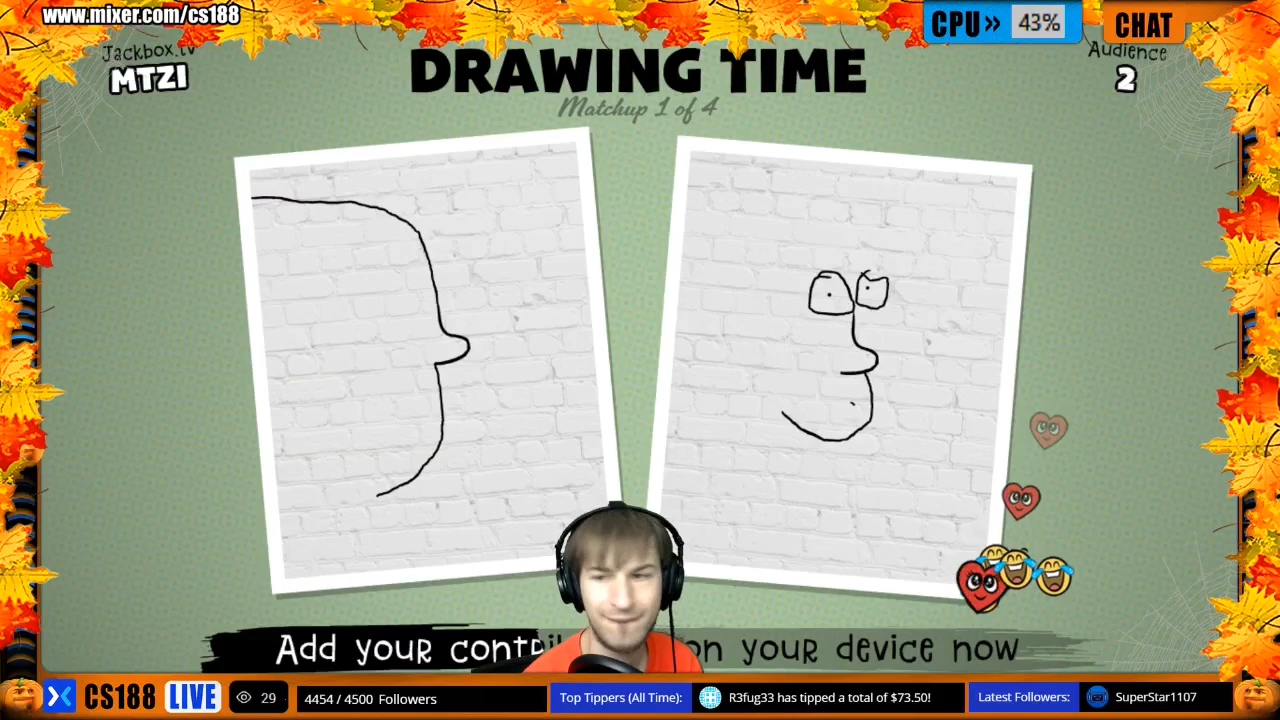 www.mixer.com/cs188
CPU»
43%
CHAT
Jackbox.tv
MTZI
DRAWING TIME
Matchup 1 of 4
Audience
2
Add your contri on your device now
CS188 LIVE
29
4454 / 4500 Followers
Top Tippers (All Time):
R3fug33 has tipped a total of $73.50!
Latest Followers:
SuperStar1107